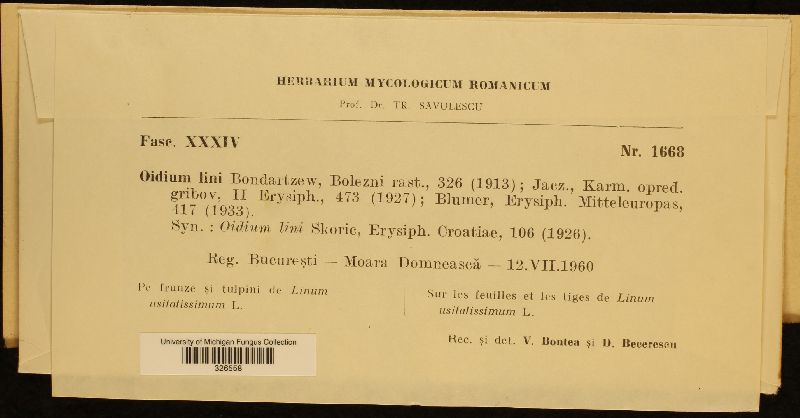 HERBARIUM MYCOLOGICUM ROMANICUM
Prof. Dr. TR. SAVULESCU
Fasc. XXXIV
Nr. 1668
Oidium lini Bondartzew, Bolezni rast., 326 (1913); Jacz., Karm. opred.
gribov, II Erysiph., 473 (1927); Blumer, Erysiph. Mitteleuropas,
417 (1933).
Syn. : Oidium lini Skoric, Erysiph. Croatiae, 106 (1926).
Reg. București — Moara Domnească — 12.VII.1960
Pe frunze și tulpini de Linum
usitatissimum L.
Sur les feuilles et les tiges de Linum
usitatissimum L.
Rec. și det. V. Bontea și D. Becerescu
University of Michigan Fungus Collection
326558